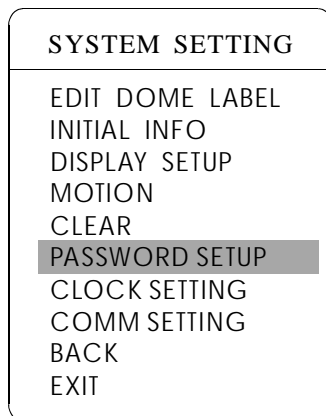 SYSTEM SETTING
EDIT DOME LABEL
INITIAL INFO
DISPLAY SETUP
MOTION
CLEAR
PASSWORD SETUP
CLOCK SETTING
COMM SETTING
BACK
EXIT